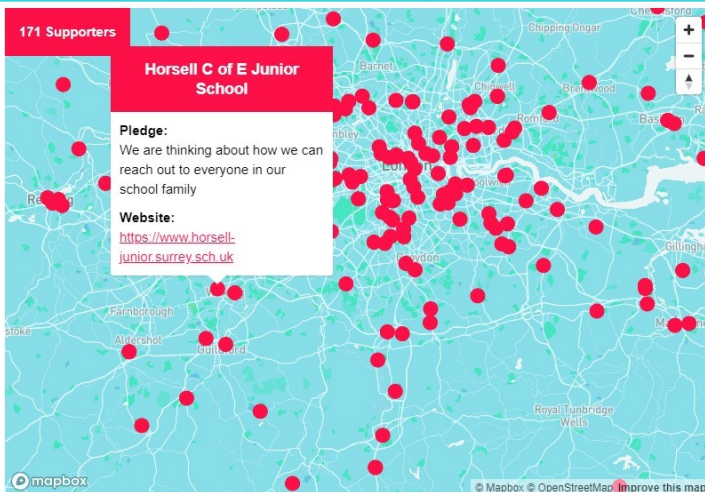 171 Supporters
Horsell C of E Junior
School
Pledge:
We are thinking about how we can
reach out to everyone in our
school family
Website:
https://www.horsell-
junior.surrey.sch.uk
Chipping Ongar
Barnet
Chigwell
Brentwood
Romford
London
Croydon
Gillingham
Farnborough
Aldershot
Guildford
Royal Tunbridge
Wells
mapbox
© Mapbox © OpenStreetMap Improve this map